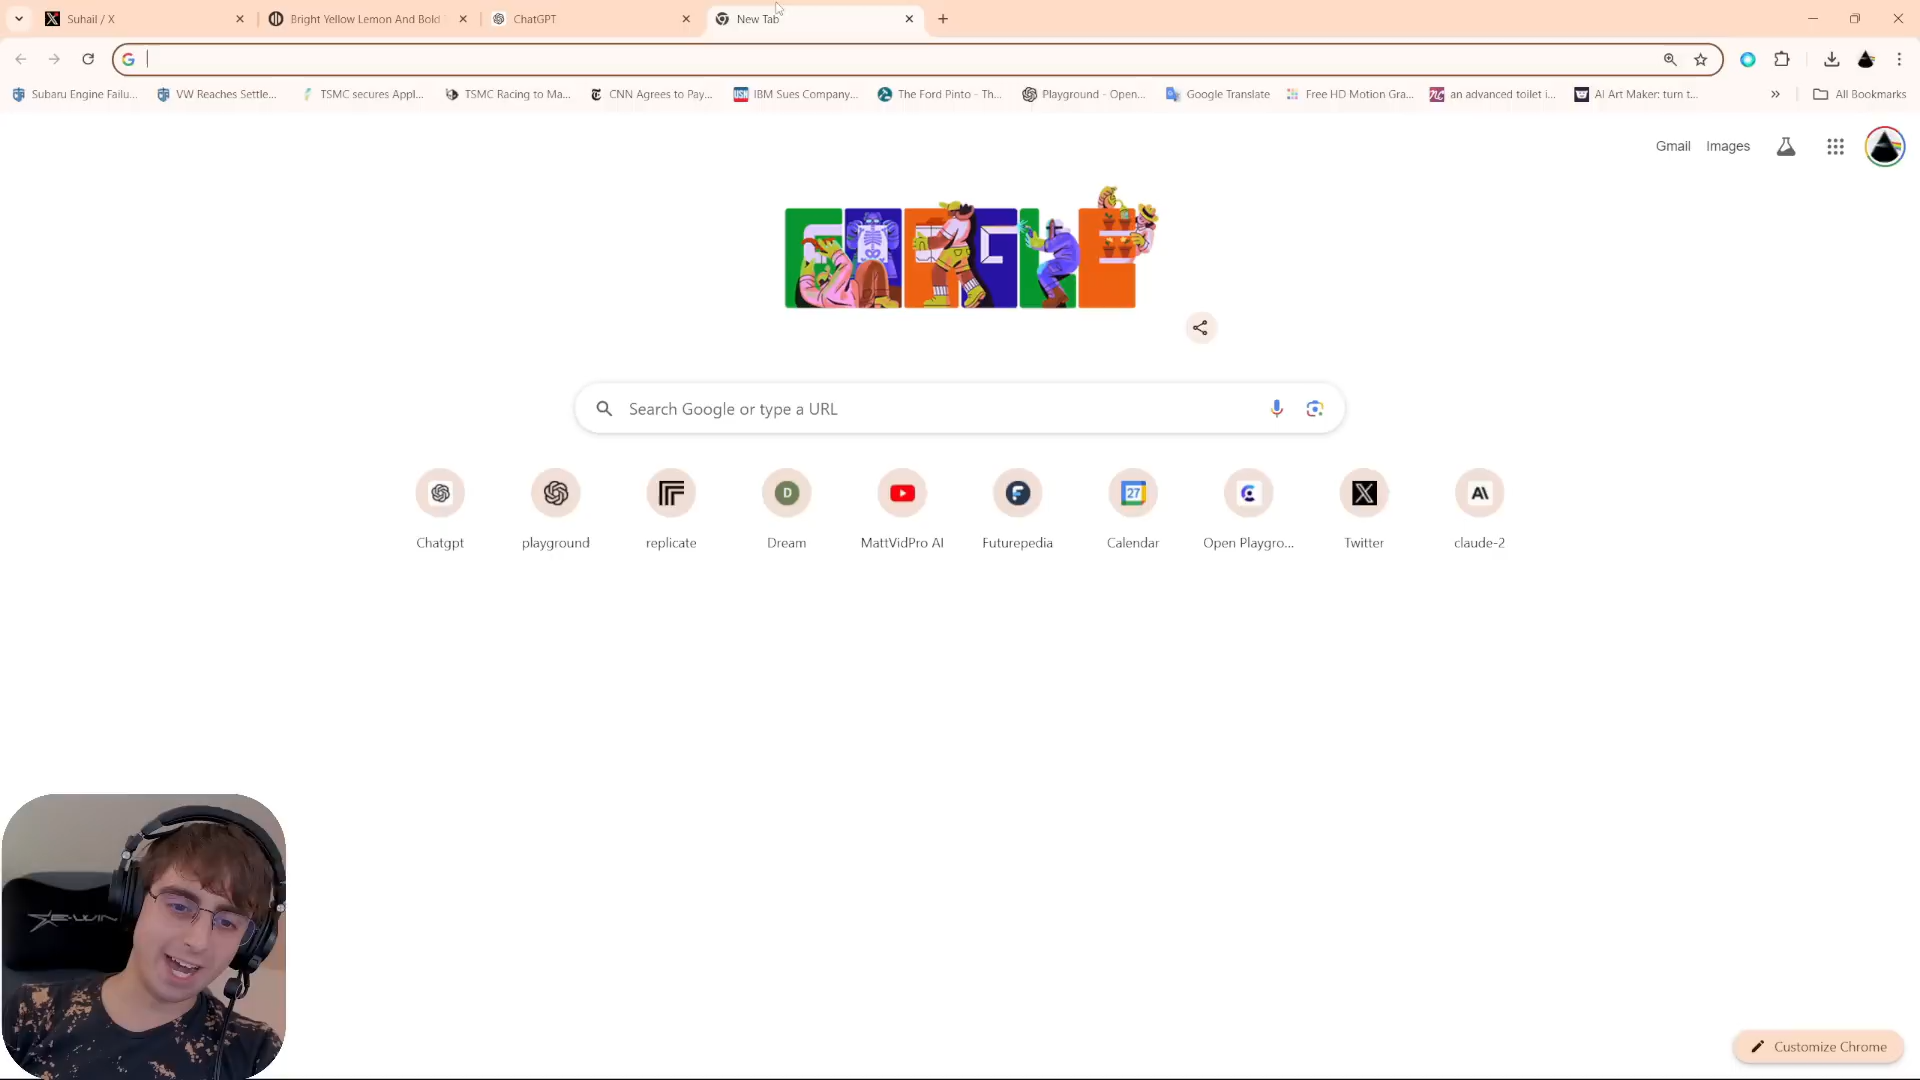 Suhail / X
Bright Yellow Lemon And Bold
ChatGPT
New Tab
Subaru Engine Failu...
VW Reaches Settle...
TSMC secures Appl...
TSMC Racing to Ma...
CNN Agrees to Pay...
IBM Sues Company...
The Ford Pinto - Th...
Playground - Open...
Google Translate
Free HD Motion Gra...
an advanced toilet i...
AI Art Maker: turn t...
All Bookmarks
Gmail
Images
Search Google or type a URL
27
D
Chatgpt
playground
replicate
Dream
MattVidPro AI
Futurepedia
Calendar
Open Playgro...
Twitter
claude-2
E-WIN
Customize Chrome